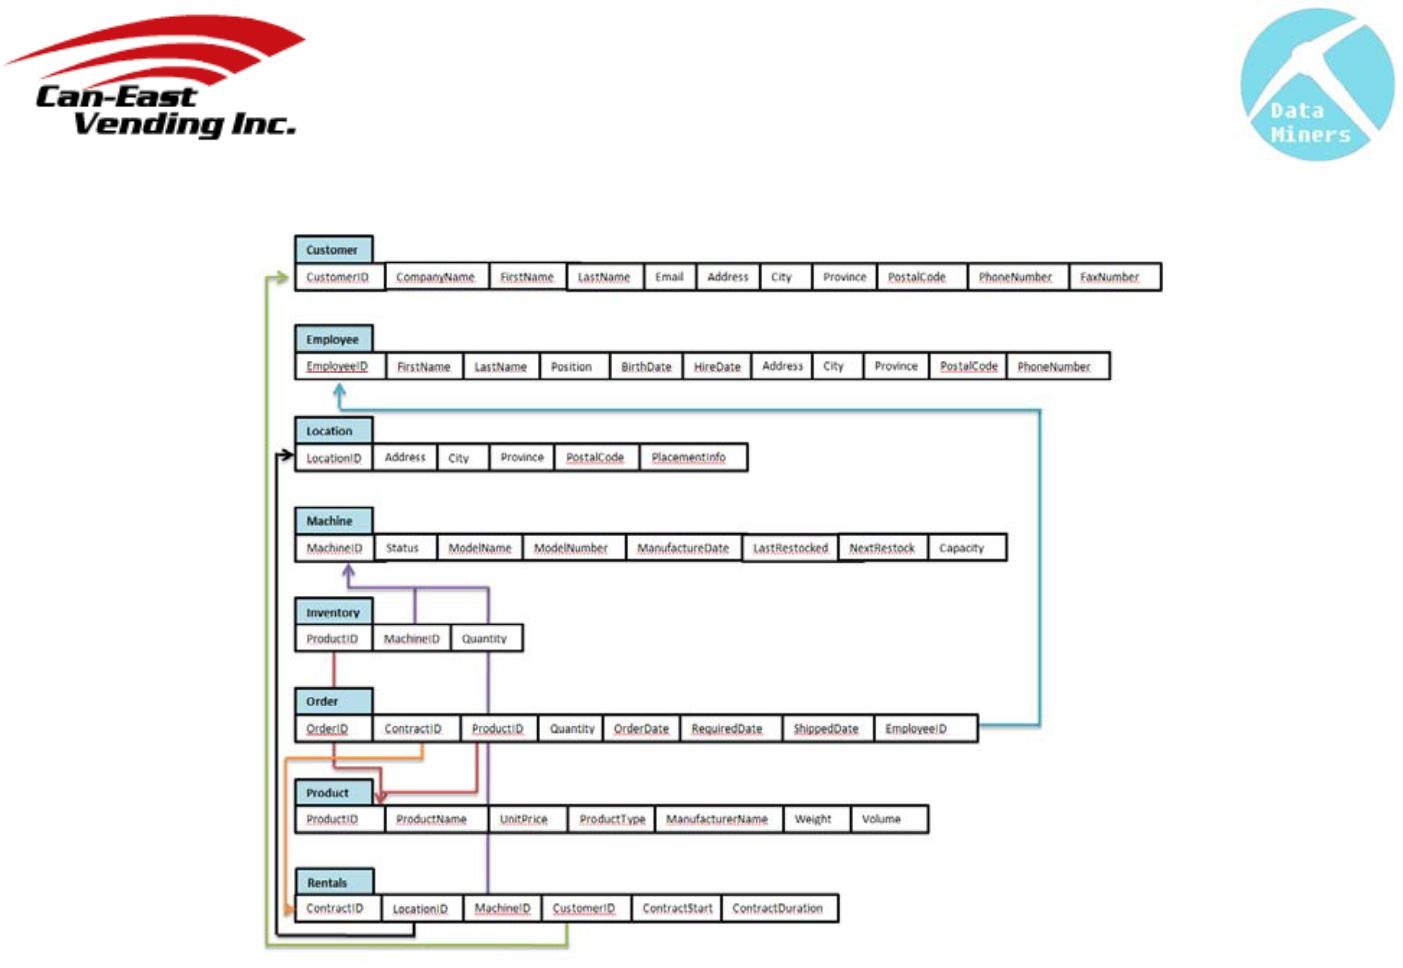 Can-East
Vending Inc.
Data
Miners
Customer
CustomerID CompanyName FirstName LastName Email Address City Province PostalCode PhoneNumber FaxNumber
Employee
EmployeeID FirstName LastName Position BirthDate HireDate Address City Province PostalCode PhoneNumber
Location
LocationID Address City Province PostalCode PlacementInfo
Machine
MachineID Status ModelName ModelNumber ManufactureDate LastRestocked NextRestock Capacity
Inventory
ProductID MachineID Quantity
Order
OrderID ContractID ProductID Quantity OrderDate RequiredDate ShippedDate EmployeeID
Product
ProductID ProductName UnitPrice ProductType ManufacturerName Weight Volume
Rentals
ContractID LocationID MachineID CustomerID ContractStart ContractDuration